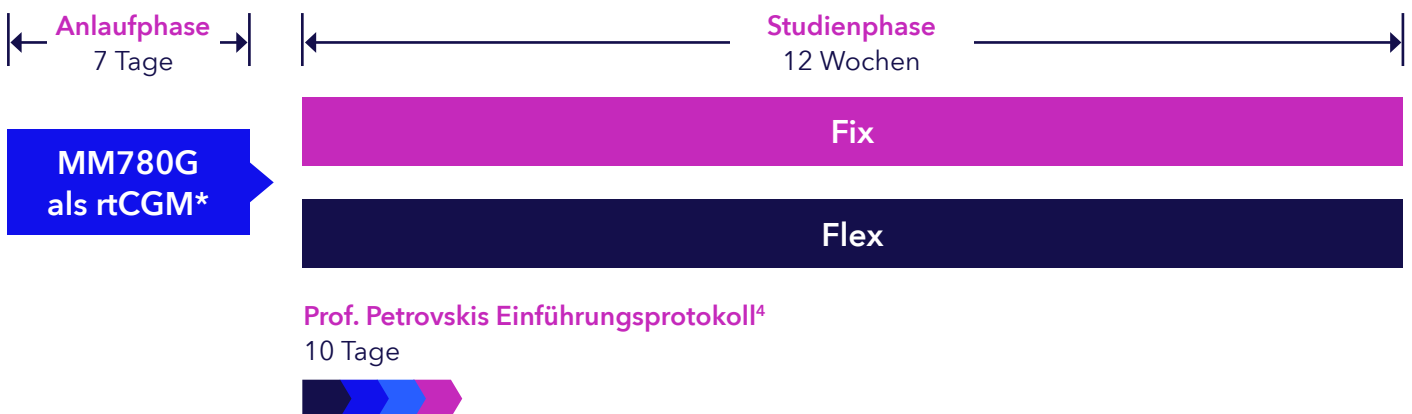 Anlaufphase
7 Tage
Studienphase
12 Wochen
MM780G
als rtCGM*
Fix
Flex
Prof. Petrovskis Einführungsprotokoll⁴
10 Tage